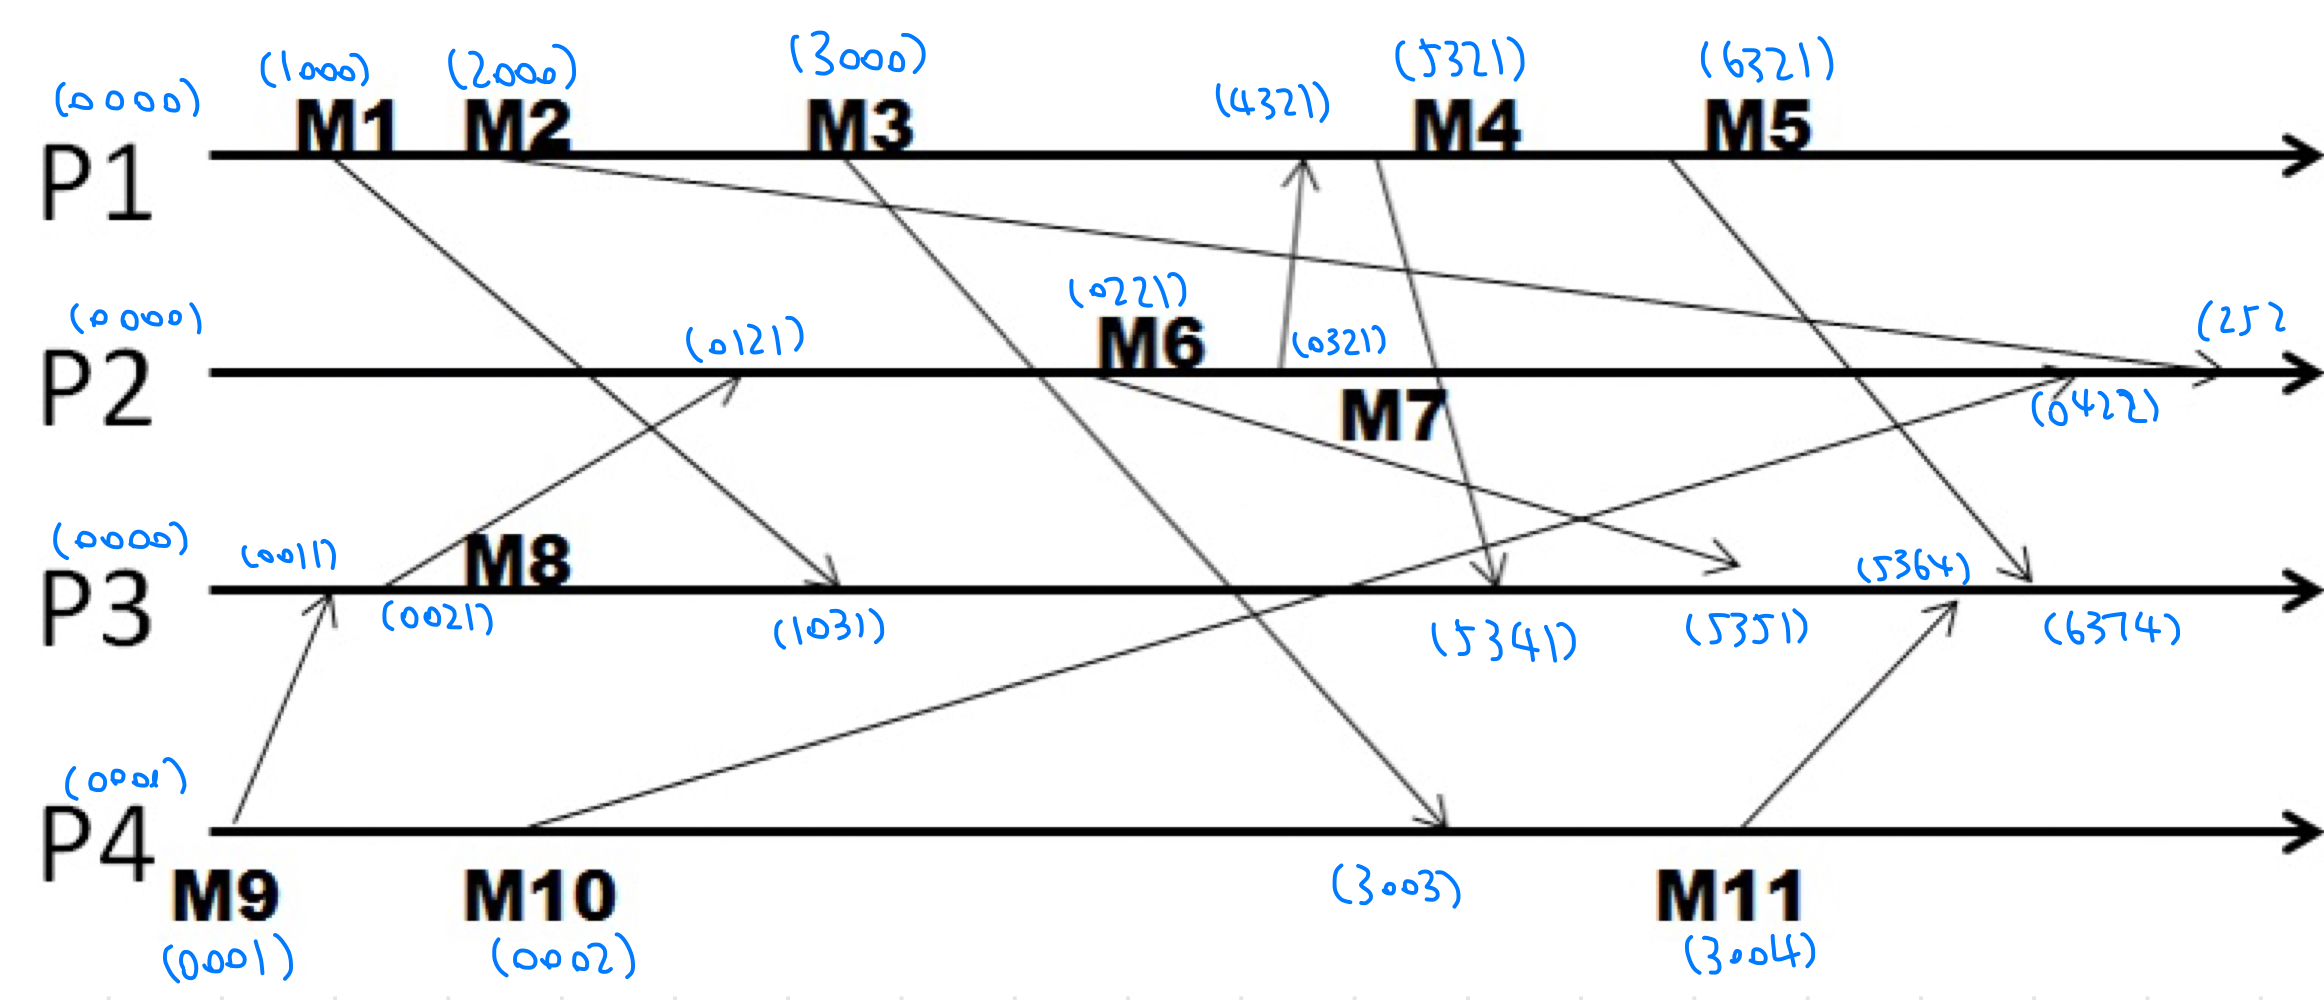 (1000) (2000) (3000) (5321) (6321)
(0000) (4321)
M1 M2 M3 M4 M5
P1
(0000) (0221)
(0121) M6 (0321) (252
P2
M7 (0422)
(0000) (0011) M8 (5364)
P3 (0021) (1031) (5341) (5351) (6374)
(0001)
P4
(3003)
M9 M10 M11
(0001) (0002) (3004)